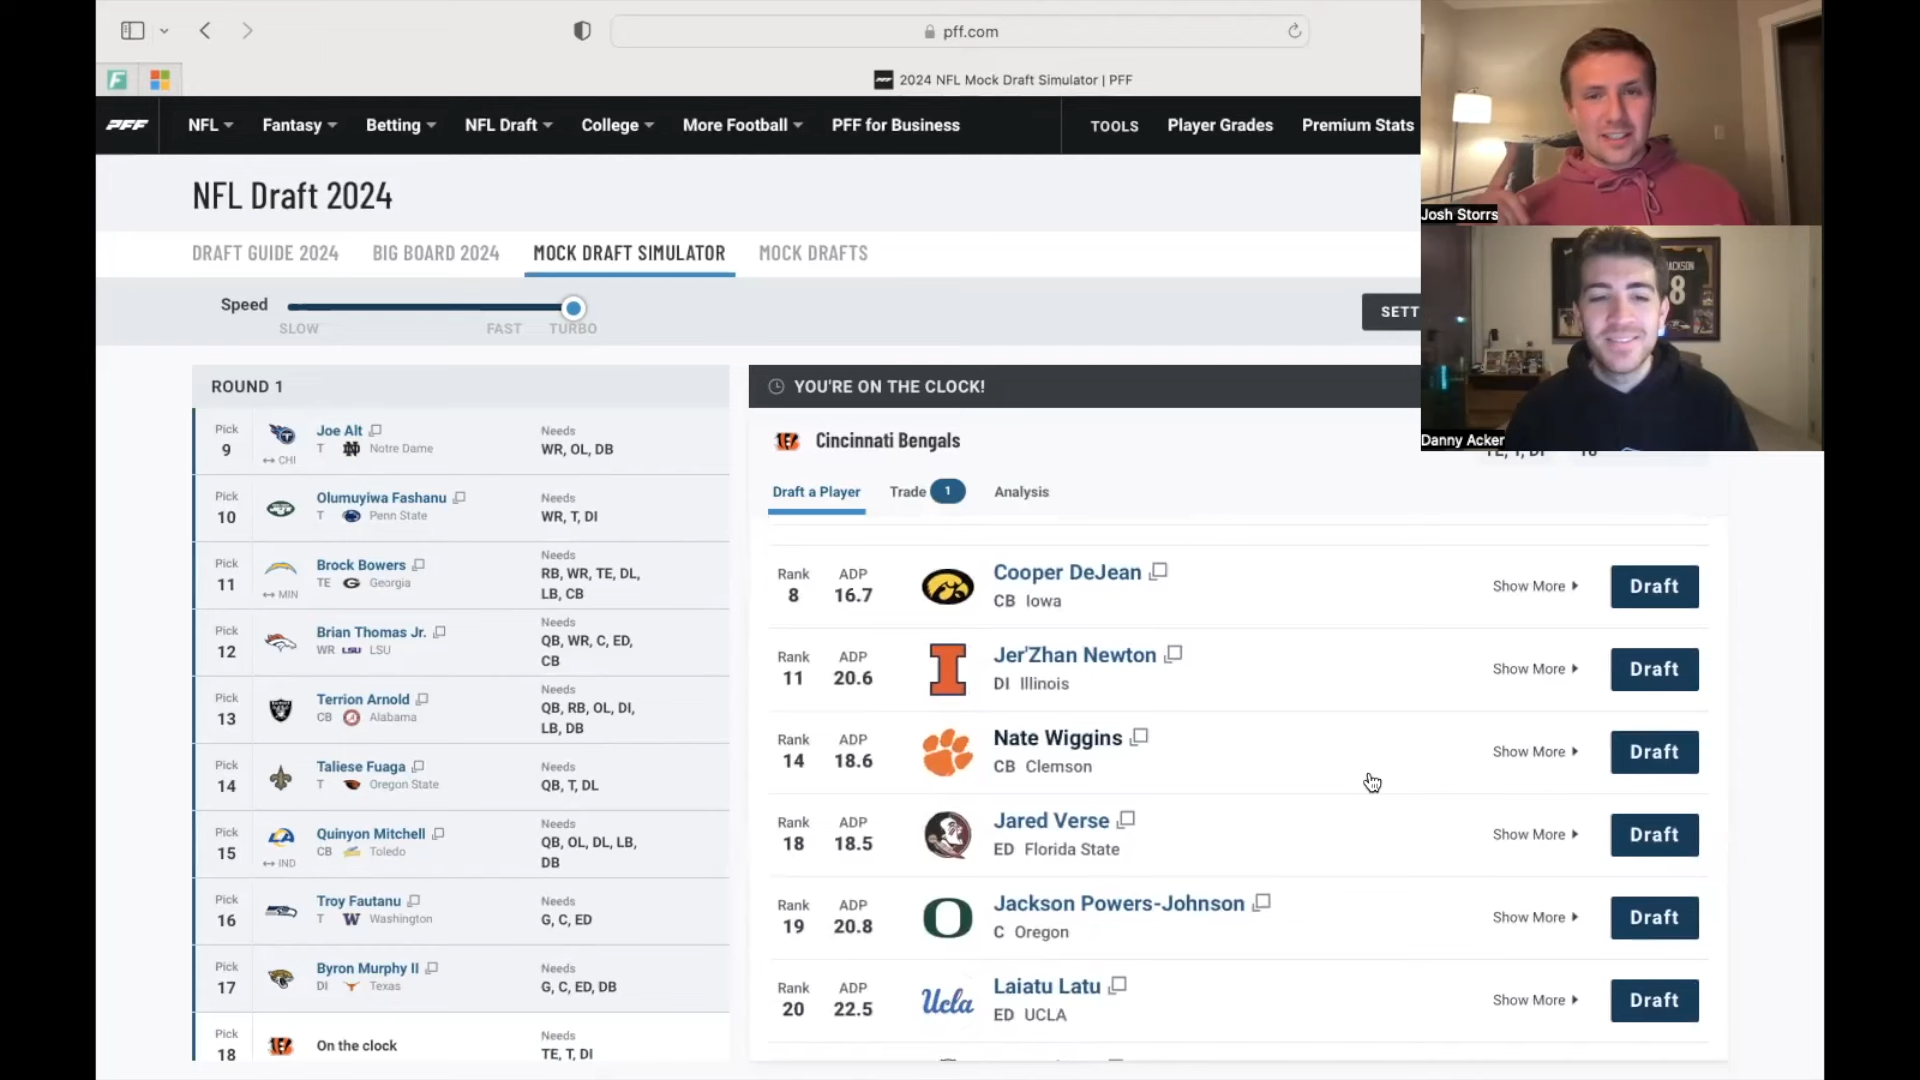 pff.com
2024 NFL Mock Draft Simulator | PFF
PFF
NFL
Fantasy
Betting
NFL Draft
College
More Football
PFF for Business
TOOLS
Player Grades
Premium Stats
NFL Draft 2024
DRAFT GUIDE 2024
BIG BOARD 2024
MOCK DRAFT SIMULATOR
MOCK DRAFTS
Speed
SLOW
FAST
TURBO
SETT
Josh Storrs
JACKSON
8
Danny Acker
ROUND 1
Pick 9
↔ CHI
Joe Alt
T Notre Dame
Needs
WR, OL, DB
Pick 10
Olumuyiwa Fashanu
T Penn State
Needs
WR, T, DI
Pick 11
↔ MIN
Brock Bowers
TE G Georgia
Needs
RB, WR, TE, DL,
LB, CB
Pick 12
Brian Thomas Jr.
WR LSU LSU
Needs
QB, WR, C, ED,
CB
Pick 13
Terrion Arnold
CB Alabama
Needs
QB, RB, OL, DI,
LB, DB
Pick 14
Taliese Fuaga
T Oregon State
Needs
QB, T, DL
Pick 15
↔ IND
Quinyon Mitchell
CB Toledo
Needs
QB, OL, DL, LB,
DB
Pick 16
Troy Fautanu
T W Washington
Needs
G, C, ED
Pick 17
Byron Murphy II
DI Texas
Needs
G, C, ED, DB
Pick 18
On the clock
Needs
TE, T, DI
YOU'RE ON THE CLOCK!
Cincinnati Bengals
TE, T, DI 18
Draft a Player
Trade 1
Analysis
Rank 8
ADP 16.7
Cooper DeJean
CB Iowa
Show More
Draft
Rank 11
ADP 20.6
I
Jer'Zhan Newton
DI Illinois
Show More
Draft
Rank 14
ADP 18.6
Nate Wiggins
CB Clemson
Show More
Draft
Rank 18
ADP 18.5
Jared Verse
ED Florida State
Show More
Draft
Rank 19
ADP 20.8
O
Jackson Powers-Johnson
C Oregon
Show More
Draft
Rank 20
ADP 22.5
Ucla
Laiatu Latu
ED UCLA
Show More
Draft